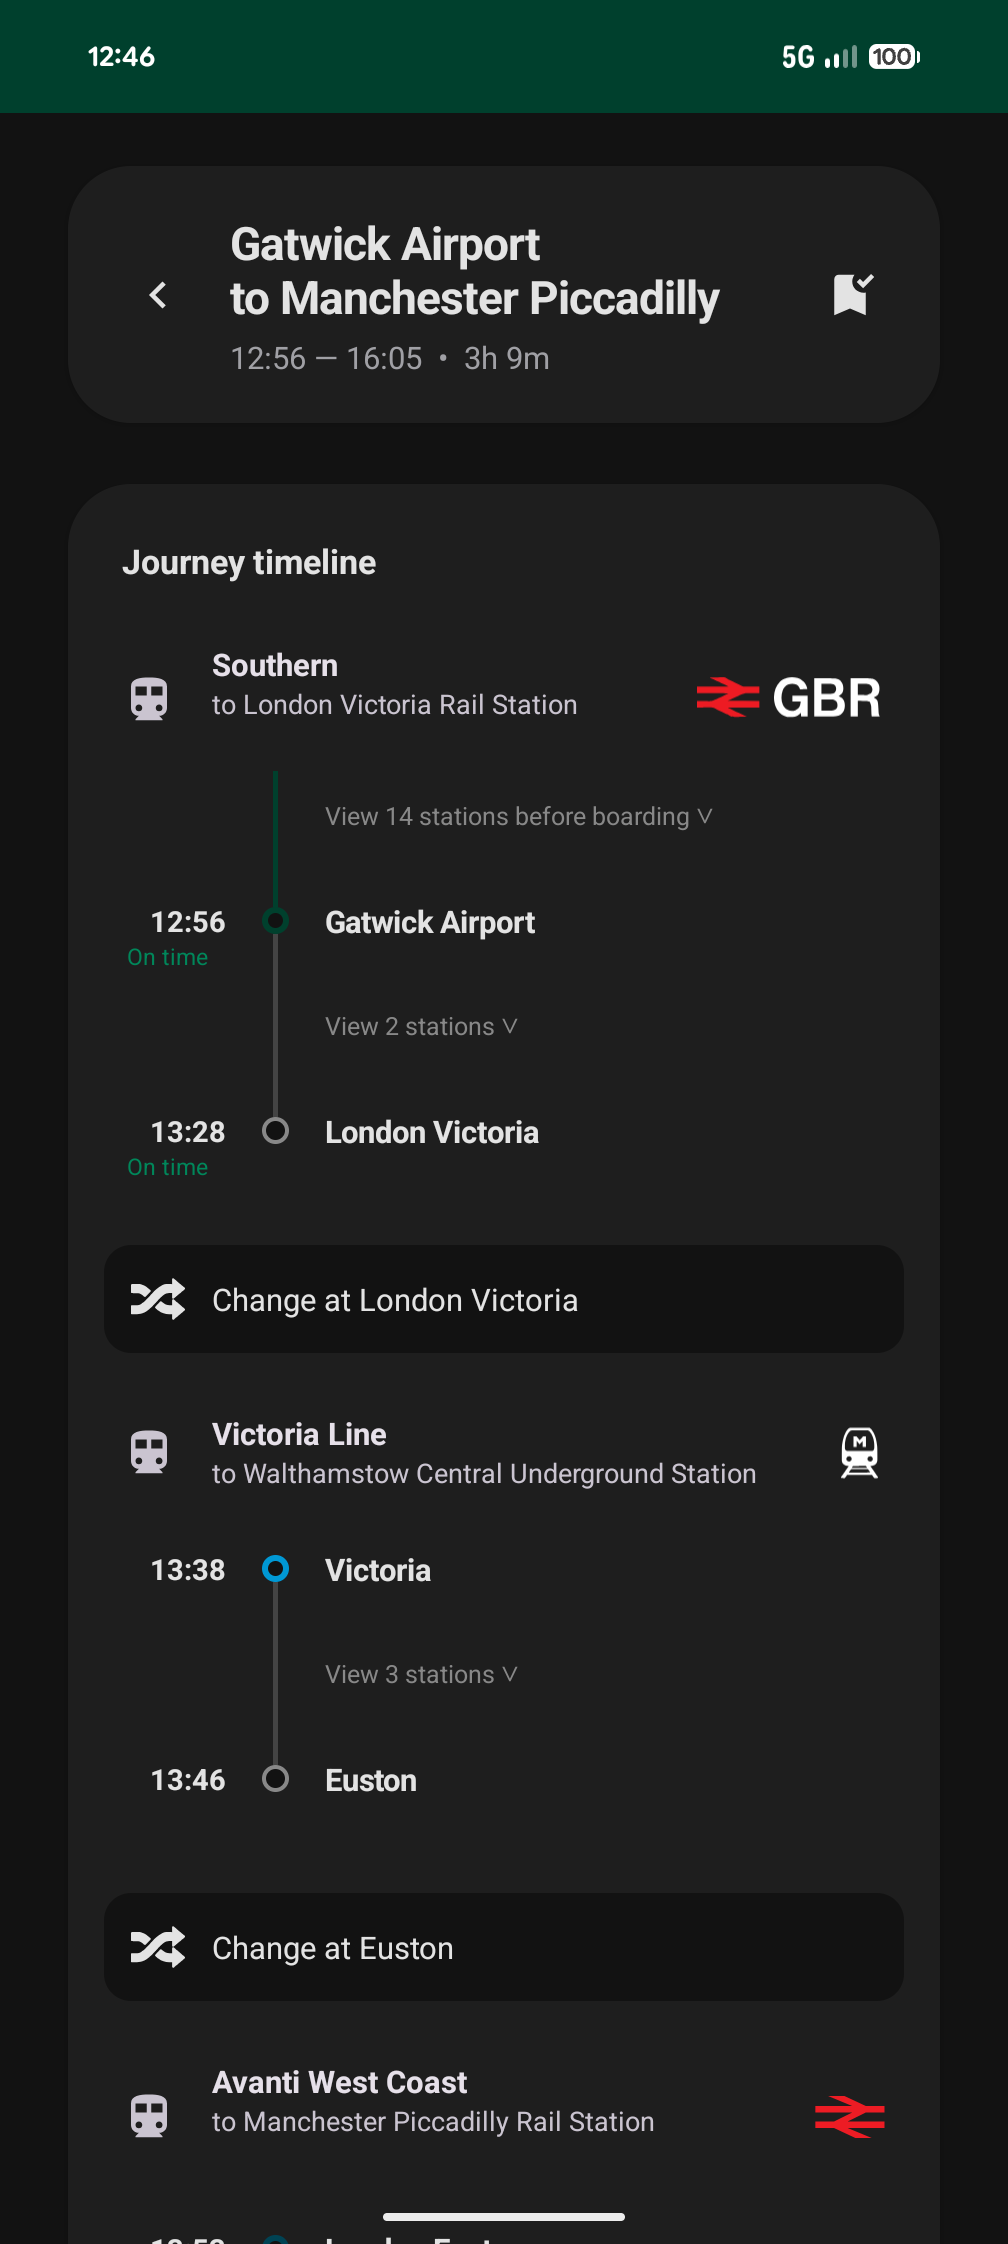 12:46
5G
100
Gatwick Airport
to Manchester Piccadilly
12:56 — 16:05 • 3h 9m
Journey timeline
Southern
to London Victoria Rail Station
GBR
View 14 stations before boarding
12:56
Gatwick Airport
On time
View 2 stations
13:28
London Victoria
On time
Change at London Victoria
Victoria Line
to Walthamstow Central Underground Station
M
13:38
Victoria
View 3 stations
13:46
Euston
Change at Euston
Avanti West Coast
to Manchester Piccadilly Rail Station